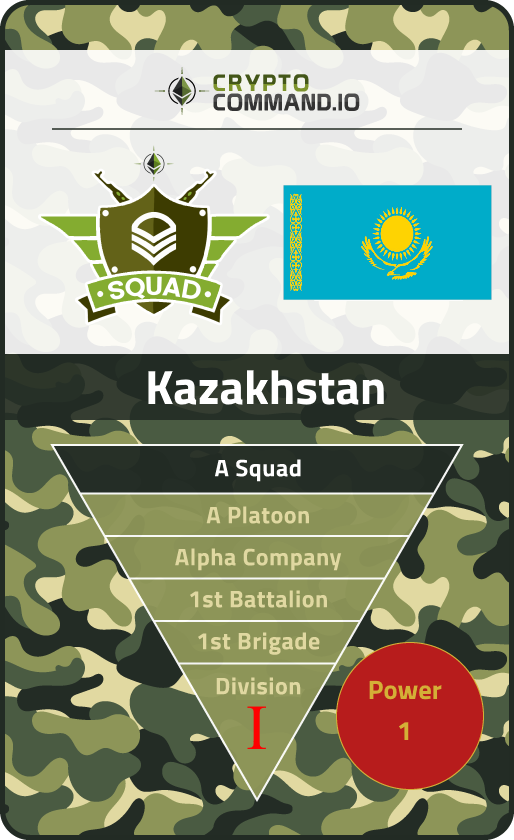 CRYPTO
COMMAND.IO
SQUAD
Kazakhstan
A Squad
A Platoon
Alpha Company
1st Battalion
1st Brigade
Division
I
Power
1